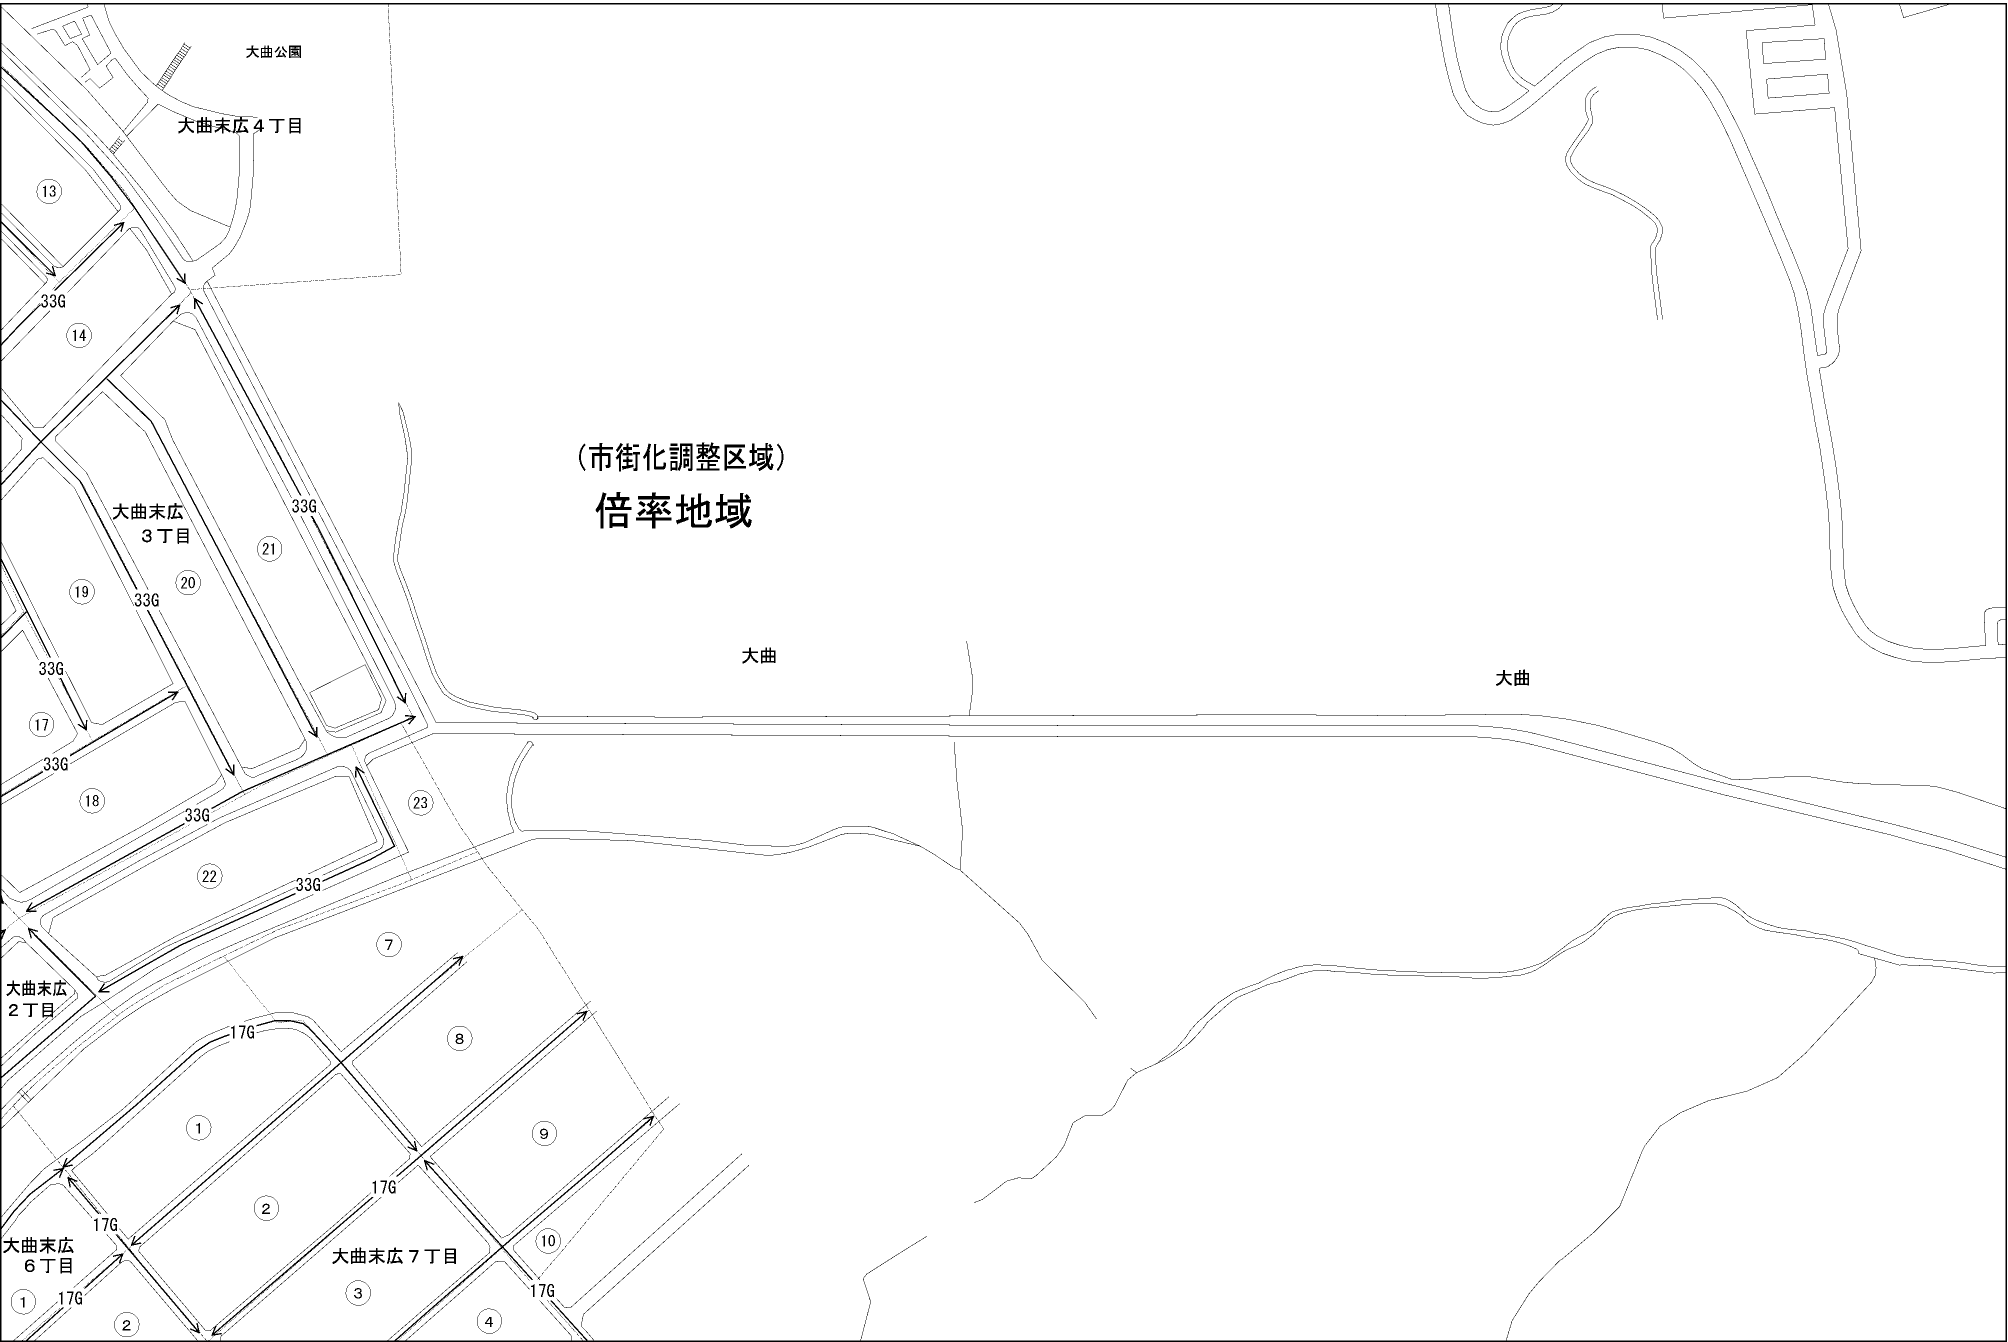 大曲公園
大曲末広４丁目
13
33G
14
（市街化調整区域）
倍率地域
33G
大曲末広
３丁目
21
20
19
33G
33G
大曲
大曲
17
33G
18
23
33G
22
33G
7
大曲末広
２丁目
17G
8
1
9
17G
2
17G
10
大曲末広
６丁目
大曲末広７丁目
17G
3
1
17G
2
4